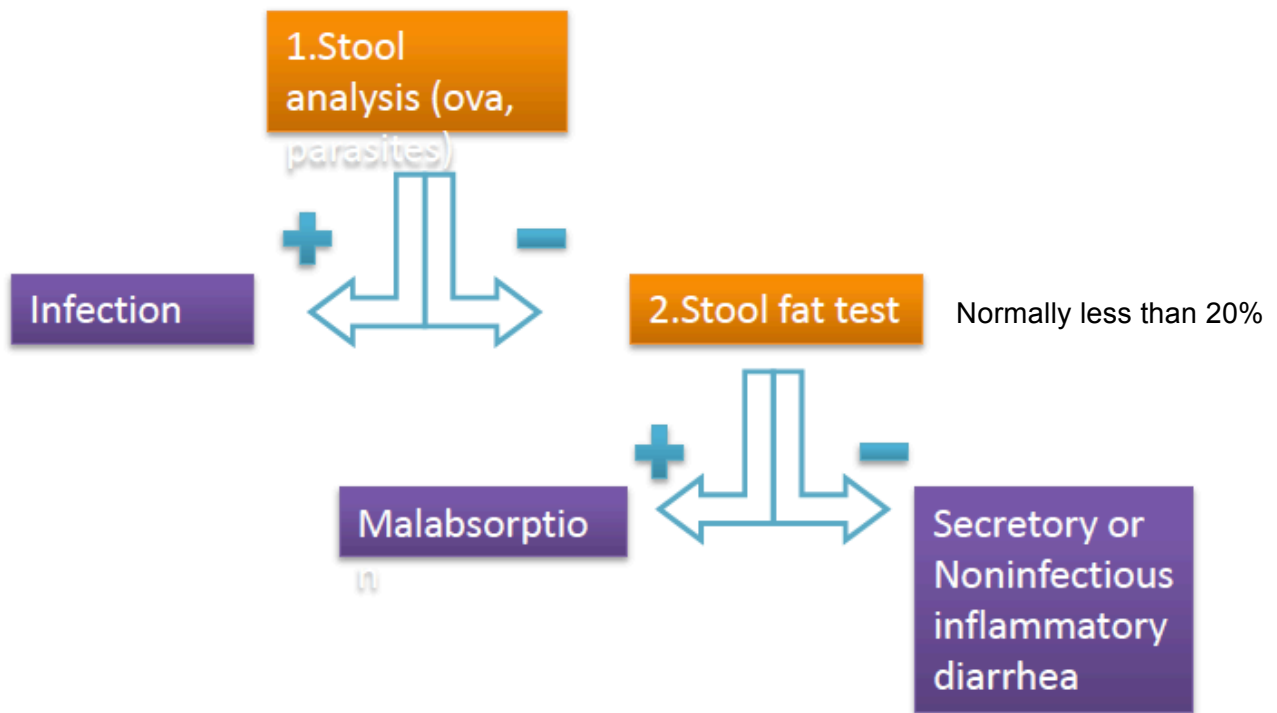 1.Stool
analysis (ova,
parasites)
+
-
Infection
2.Stool fat test
Normally less than 20%
+
-
Malabsorptio
n
Secretory or
Noninfectious
inflammatory
diarrhea